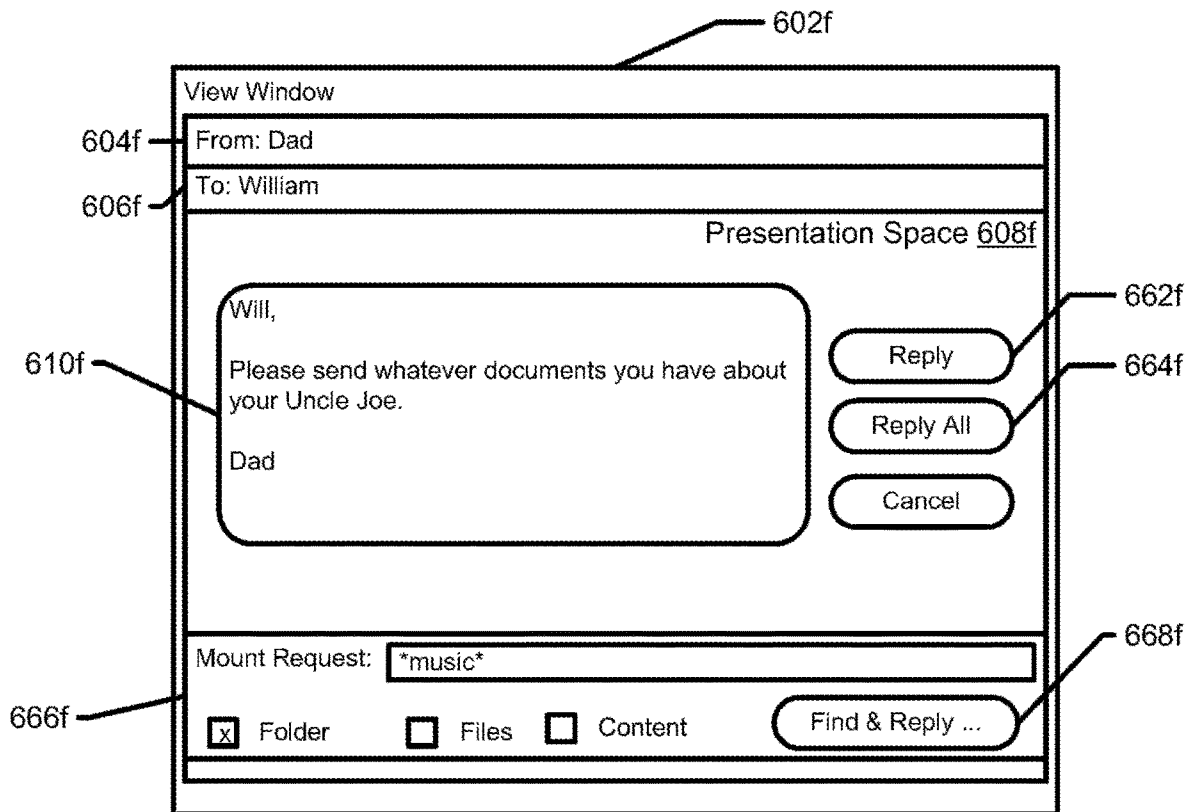 602f
View Window
604f
From: Dad
606f
To: William
Presentation Space 608f
610f
Will,
Please send whatever documents you have about
your Uncle Joe.
Dad
Reply
662f
Reply All
664f
Cancel
Mount Request:
*music*
668f
666f
x Folder
Files
Content
Find & Reply ...